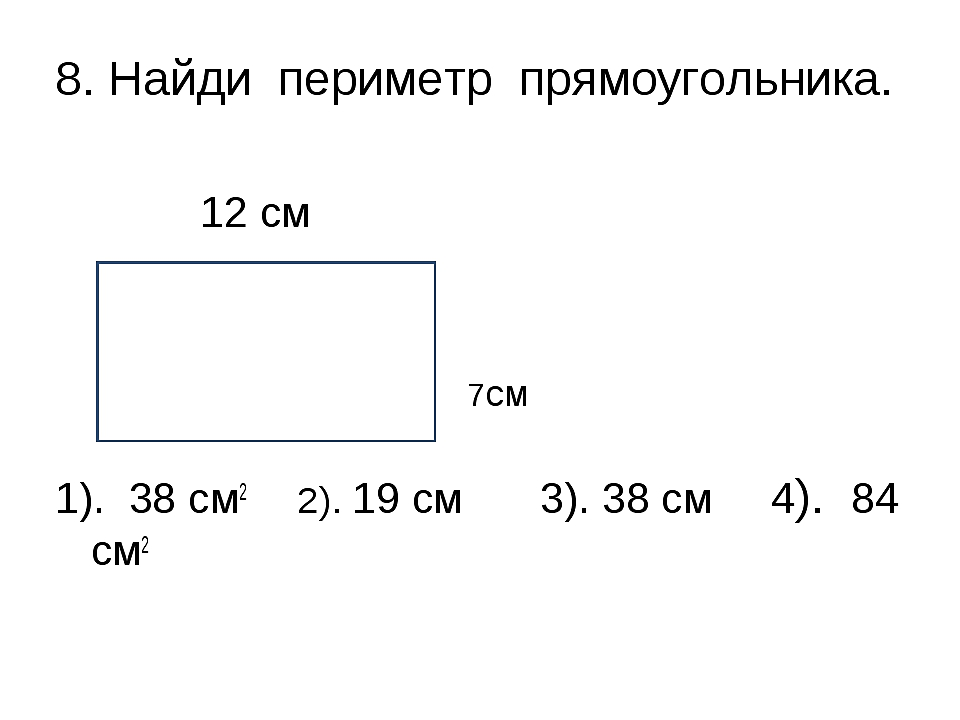 8. Найди периметр прямоугольника.
12 см
7см
1). 38 см² 2). 19 см 3). 38 см 4). 84
см²